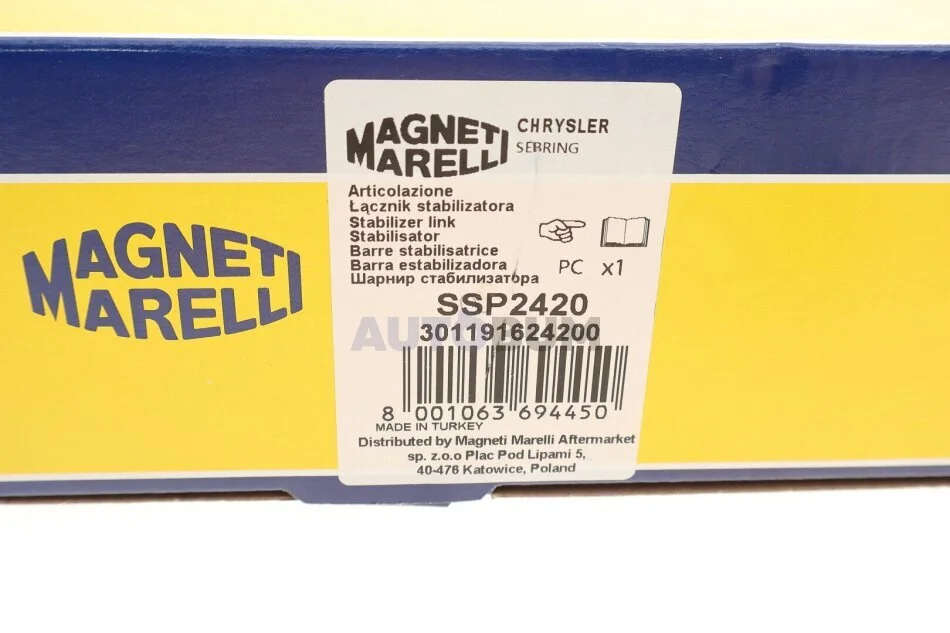 MAGNETI
MARELLI
MAGNETI
MARELLI
CHRYSLER
SEBRING
Articolazione
Łącznik stabilizatora
Stabilizer link
Stabilisator
Barre stabilisatrice
Barra estabilizadora
Шарнир стабилизатора
PC x1
SSP2420
AUTODUM
301191624200
8 001063 694450
MADE IN TURKEY
Distributed by Magneti Marelli Aftermarket
sp. z.o.o Plac Pod Lipami 5,
40-476 Katowice, Poland